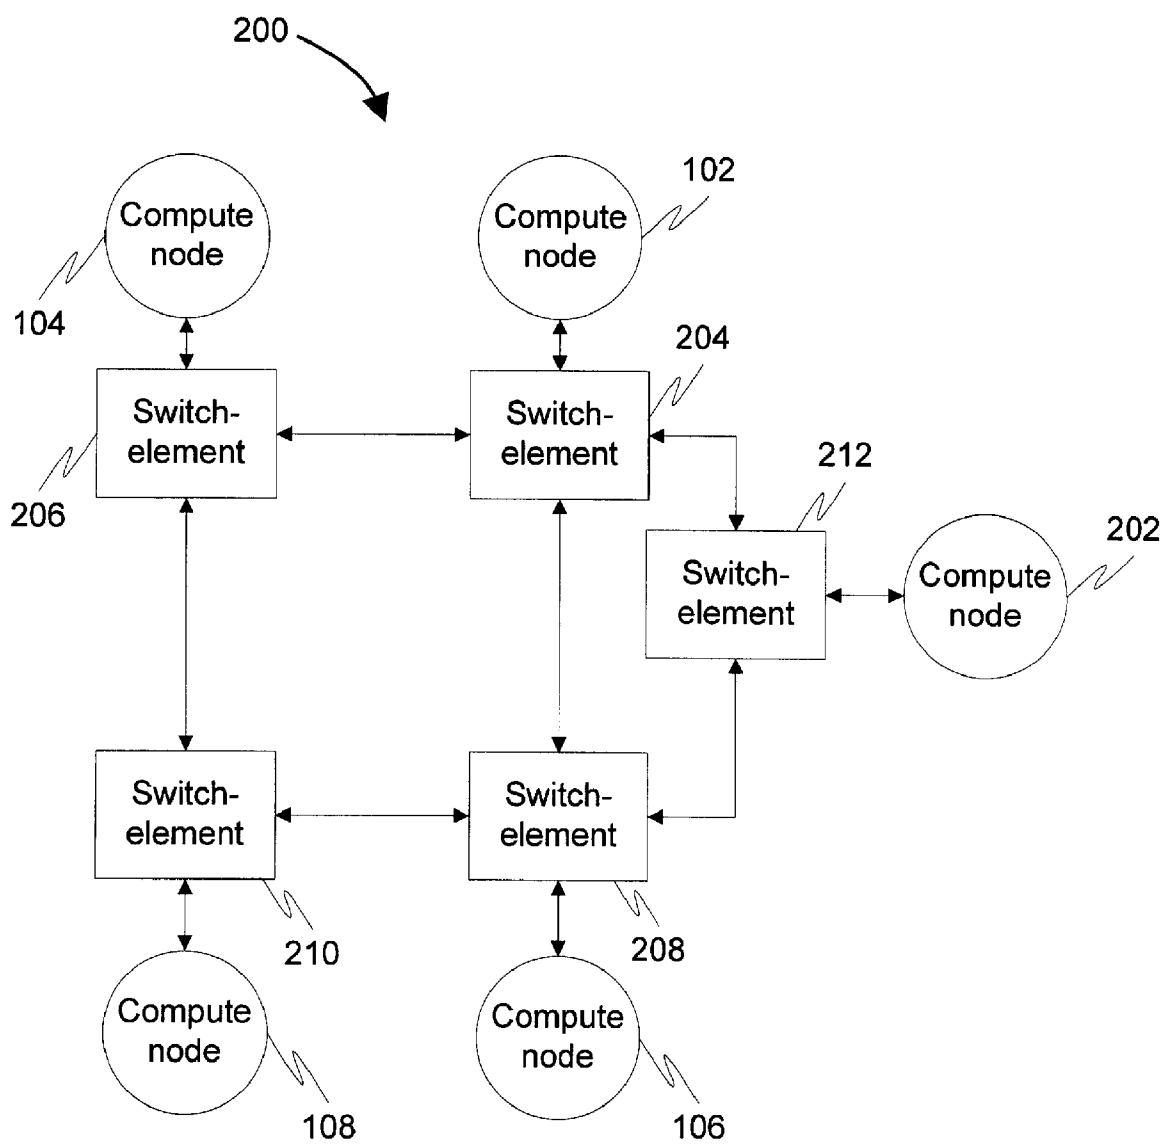 200
102
Compute
node
Compute
node
104
204
Switch-
element
Switch-
element
206
212
202
Switch-
element
Compute
node
Switch-
element
Switch-
element
210
208
Compute
node
Compute
node
108
106